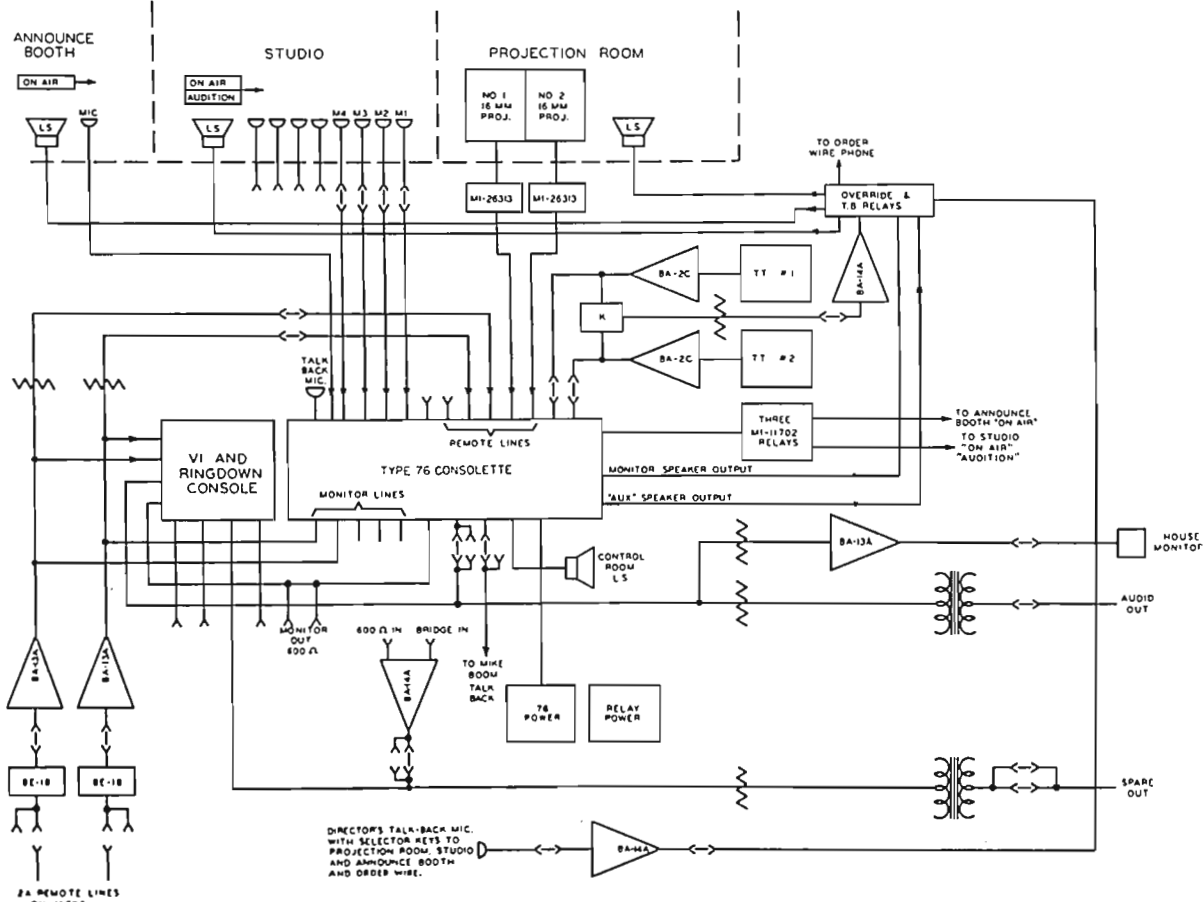 ANNOUNCE
BOOTH
STUDIO
PROJECTION ROOM
ON AIR
ON AIR
AUDITION
NO. 1
16 MM
PROJ.
NO. 2
16 MM
PROJ.
LS
MIC
LS
M4
M3
M2
M1
LS
TO ORDER
WIRE PHONE
MI-26313
MI-26313
OVERRIDE &
T.B RELAYS
BA-2C
TT #1
BA-14A
K
BA-2C
TT #2
TALK
BACK
MIC.
THREE
MI-11702
RELAYS
TO ANNOUNCE
BOOTH "ON AIR"
TO STUDIO
"ON AIR"
"AUDITION"
REMOTE LINES
VI AND
RINGDOWN
CONSOLE
TYPE 76 CONSOLETTE
MONITOR SPEAKER OUTPUT
MONITOR LINES
"AUX" SPEAKER OUTPUT
BA-13A
HOUSE
MONITOR
CONTROL
ROOM
LS
AUDIO
OUT
MONITOR
OUT
600 Ω
600 Ω IN
BRIDGE IN
BA-13A
BA-13A
BA-14A
TO MIKE
BOOM
TALK
BACK
76
POWER
RELAY
POWER
BE-1B
BE-1B
SPARE
OUT
DIRECTOR'S TALK-BACK MIC.
WITH SELECTOR KEYS TO
PROJECTION ROOM, STUDIO
AND ANNOUNCE BOOTH
AND ORDER WIRE.
BA-14A
2A REMOTE LINES